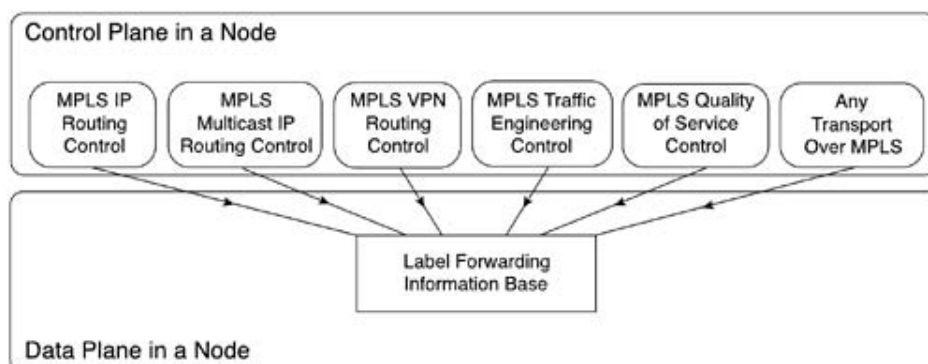 Control Plane in a Node
MPLS IP
Routing
Control
MPLS
Multicast IP
Routing Control
MPLS VPN
Routing
Control
MPLS Traffic
Engineering
Control
MPLS Quality
of Service
Control
Any
Transport
Over MPLS
Label Forwarding
Information Base
Data Plane in a Node